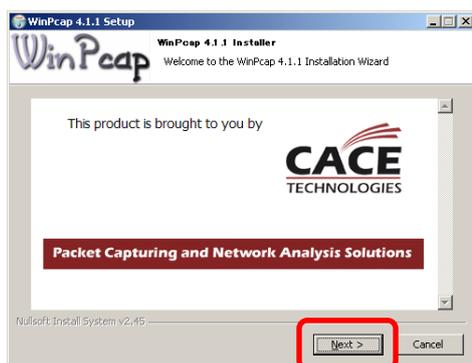 WinPcap 4.1.1 Setup
WinPcap
WinPcap 4.1.1 Installer
Welcome to the WinPcap 4.1.1 Installation Wizard
This product is brought to you by
CACE
TECHNOLOGIES
Packet Capturing and Network Analysis Solutions
Nullsoft Install System v2.45
Next >
Cancel